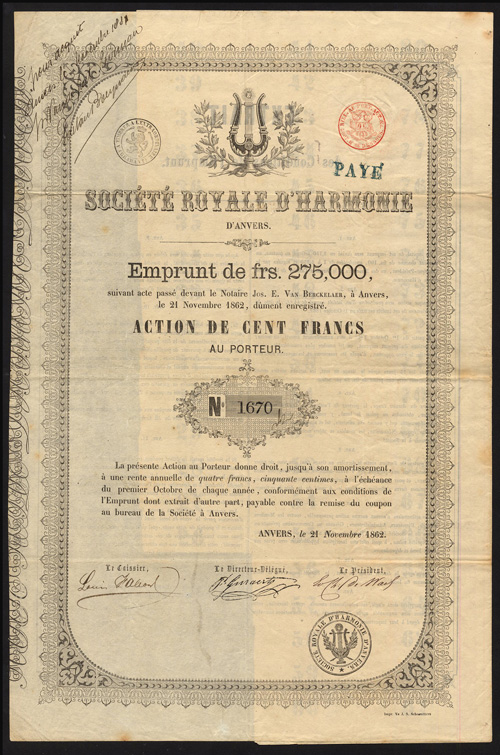 PAYÉ
SOCIÉTÉ ROYALE D'HARMONIE
D'ANVERS.
Emprunt de frs. 275,000,
suivant acte passé devant le Notaire Jos. E. Van Berckelaer, à Anvers,
le 21 Novembre 1862, dûment enregistré.
ACTION DE CENT FRANCS
AU PORTEUR.
No. 1670
La présente Action au Porteur donne droit, jusqu'à son amortissement,
à une rente annuelle de quatre francs, cinquante centimes, à l'échéance
du premier Octobre de chaque année, conformément aux conditions de
l'Emprunt dont extrait d'autre part, payable contre la remise du coupon
au bureau de la Société à Anvers.
ANVERS, le 21 Novembre 1862.
Le Caissier, Le Directeur-Délégué, Le Président,
SOCIÉTÉ ROYALE D'HARMONIE D'ANVERS